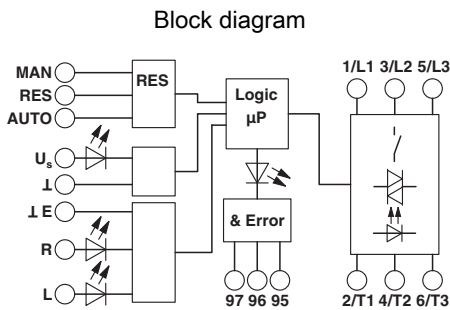 Block diagram
1/L1 3/L2 5/L3
MAN
RES
AUTO
RES
Logic
µP
Us
⊥
⊥ E
R
L
& Error
97 96 95
2/T1 4/T2 6/T3